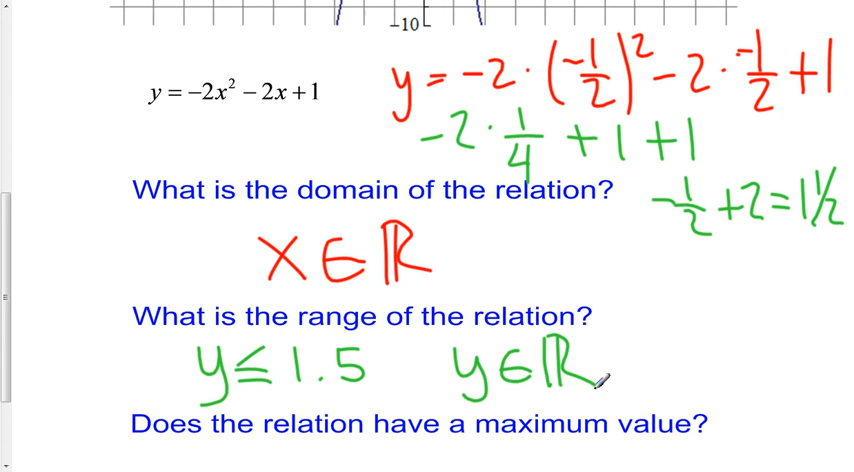 -10
y = -2 · (-1/2)² - 2 · -1/2 + 1
y = −2x² − 2x + 1
-2 · 1/4 + 1 + 1
What is the domain of the relation?
-1/2 + 2 = 1 1/2
x ∈ ℝ
What is the range of the relation?
y ≤ 1.5 y ∈ ℝ
Does the relation have a maximum value?